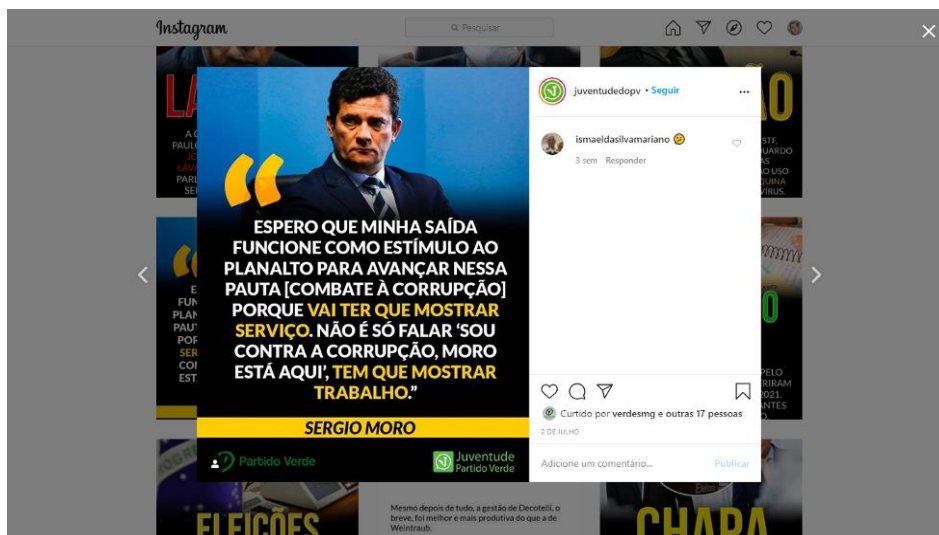 Instagram
Pesquisar
ESPERO QUE MINHA SAÍDA
FUNCIONE COMO ESTÍMULO AO
PLANALTO PARA AVANÇAR NESSA
PAUTA [COMBATE À CORRUPÇÃO]
PORQUE VAI TER QUE MOSTRAR
SERVIÇO. NÃO É SÓ FALAR ‘SOU
CONTRA A CORRUPÇÃO, MORO
ESTÁ AQUI’, TEM QUE MOSTRAR
TRABALHO.”
SERGIO MORO
Partido Verde
Juventude
Partido Verde
juventudedopv • Seguir
ismaeldasilvamariano 🤣
3 sem Responder
Curtido por verdesmg e outras 17 pessoas
2 DE JULHO
Adicione um comentário...
Publicar
ELEIÇÕES
Mesmo depois de tudo, a gestão de Decotelli, o
breve, foi melhor e mais produtiva do que a de
Weintraub.
CHAPA